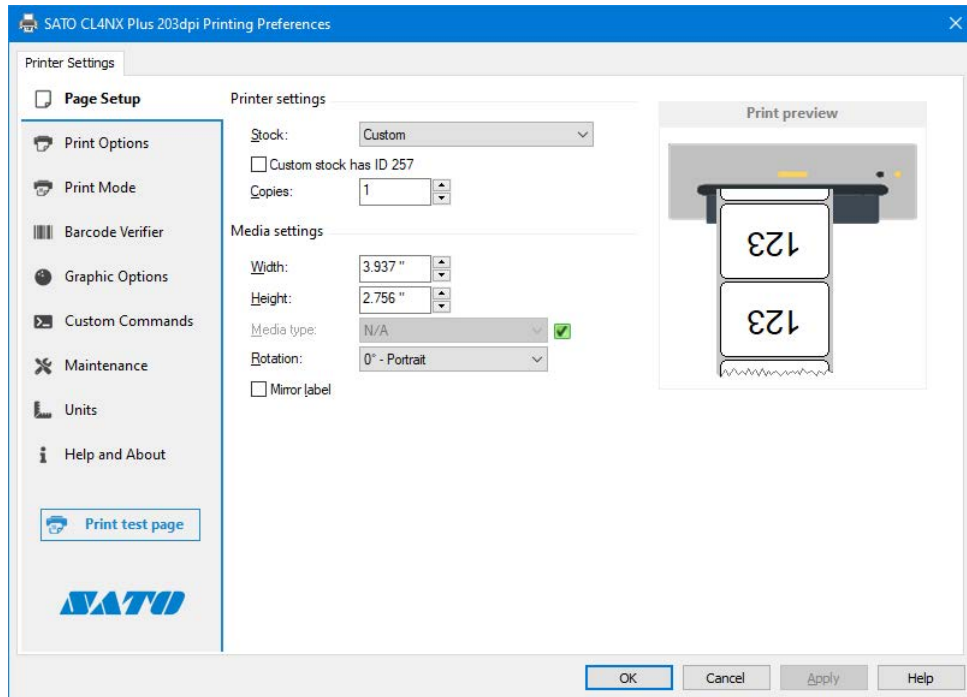 SATO CL4NX Plus 203dpi Printing Preferences
Printer Settings
Page Setup
Print Options
Print Mode
Barcode Verifier
Graphic Options
Custom Commands
Maintenance
Units
Help and About
Print test page
SATO
Printer settings
Stock: Custom
Custom stock has ID 257
Copies: 1
Media settings
Width: 3.937 "
Height: 2.756 "
Media type: N/A
Rotation: 0° - Portrait
Mirror label
Print preview
123
123
OK Cancel Apply Help